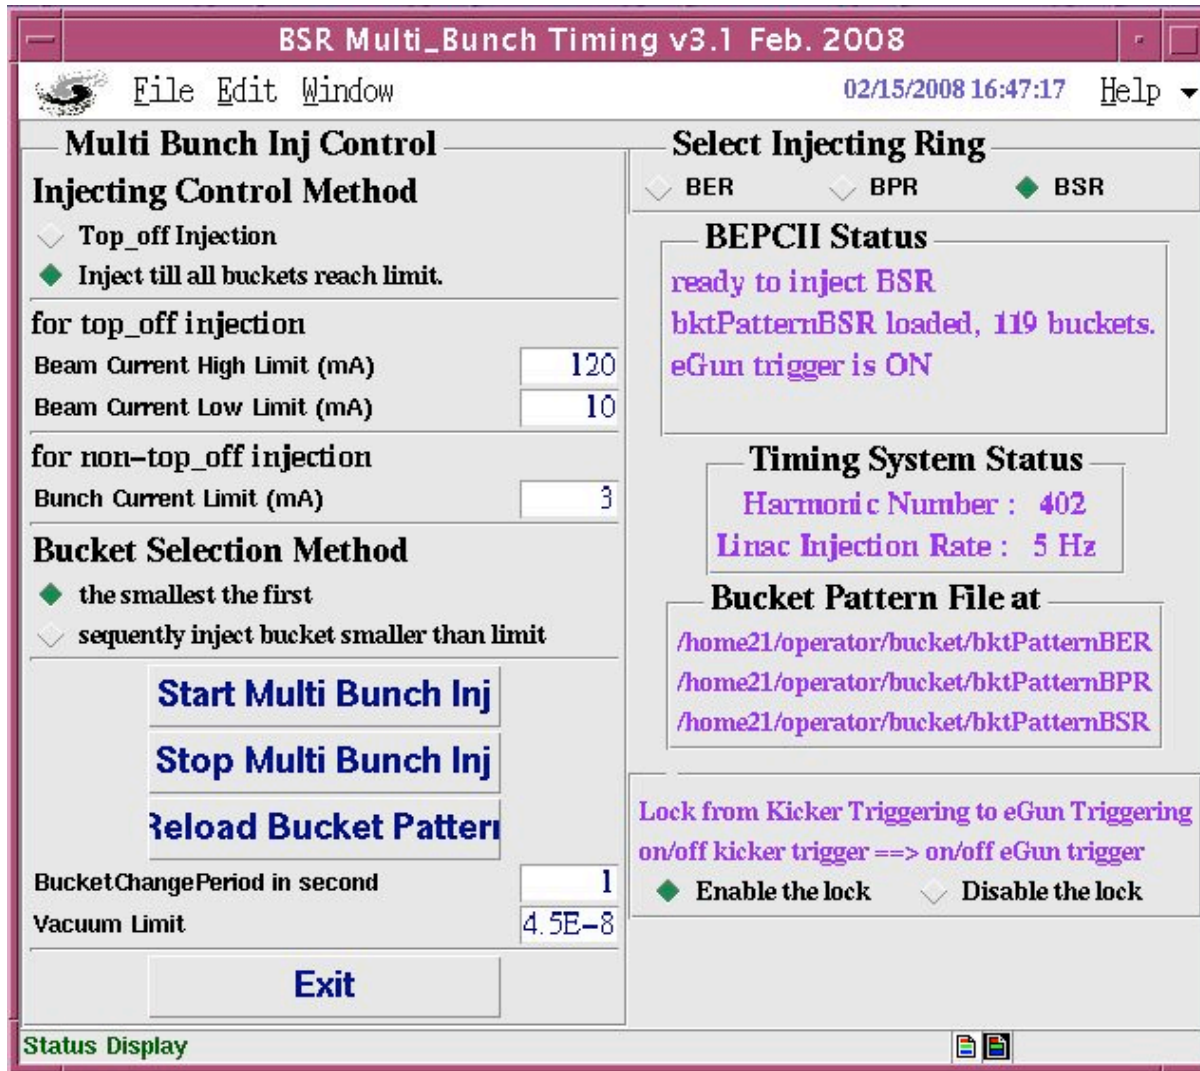 BSR Multi_Bunch Timing v3.1 Feb. 2008
File Edit Window 02/15/2008 16:47:17 Help
Multi Bunch Inj Control
Injecting Control Method
Top_off Injection
Inject till all buckets reach limit.
for top_off injection
Beam Current High Limit (mA) 120
Beam Current Low Limit (mA) 10
for non-top_off injection
Bunch Current Limit (mA) 3
Bucket Selection Method
the smallest the first
sequently inject bucket smaller than limit
Start Multi Bunch Inj
Stop Multi Bunch Inj
Reload Bucket Pattern
BucketChangePeriod in second 1
Vacuum Limit 4.5E-8
Exit
Select Injecting Ring
BER BPR BSR
BEPCII Status
ready to inject BSR
bktPatternBSR loaded, 119 buckets.
eGun trigger is ON
Timing System Status
Harmonic Number : 402
Linac Injection Rate : 5 Hz
Bucket Pattern File at
/home21/operator/bucket/bktPatternBER
/home21/operator/bucket/bktPatternBPR
/home21/operator/bucket/bktPatternBSR
Lock from Kicker Triggering to eGun Triggering
on/off kicker trigger ==> on/off eGun trigger
Enable the lock Disable the lock
Status Display